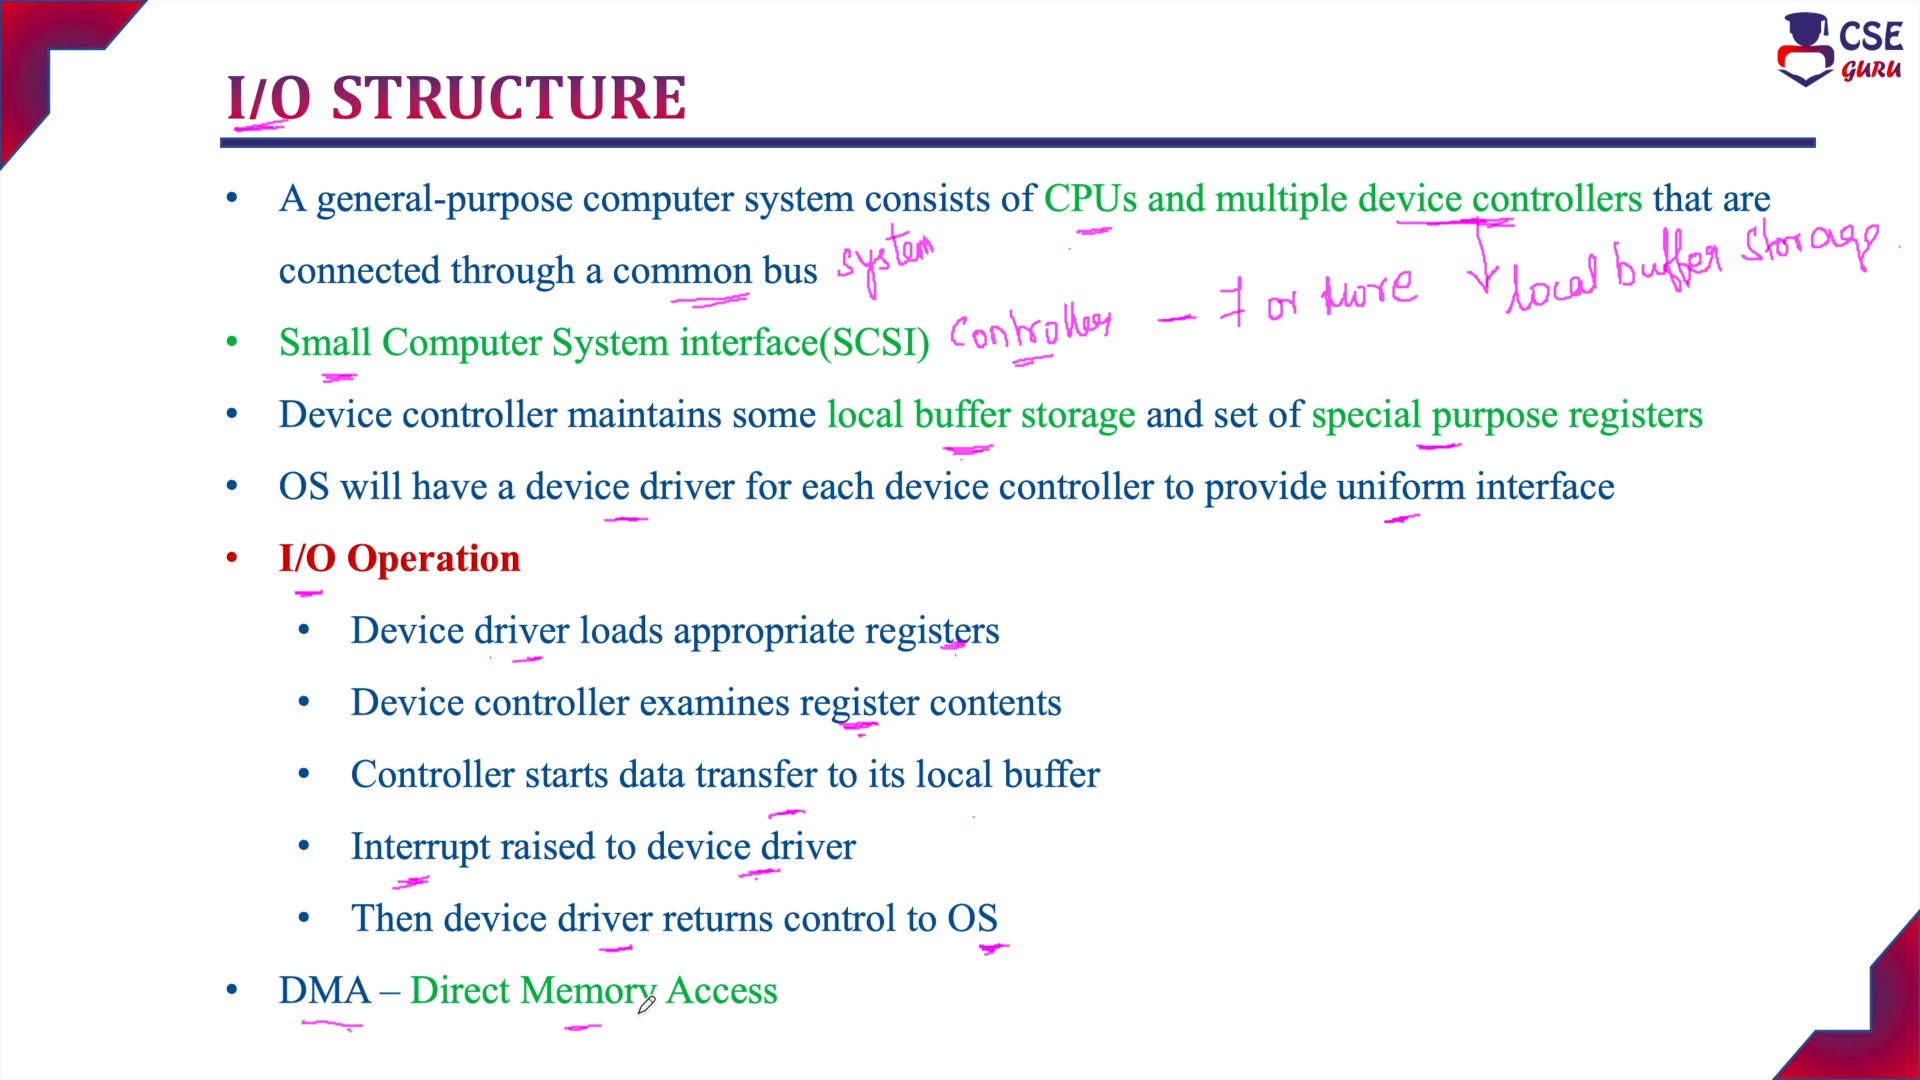 CSE
GURU
I/O STRUCTURE
• A general-purpose computer system consists of CPUs and multiple device controllers that are
connected through a common bus system
local buffer storage
• Small Computer System interface(SCSI) controllers – 7 or more
• Device controller maintains some local buffer storage and set of special purpose registers
• OS will have a device driver for each device controller to provide uniform interface
• I/O Operation
• Device driver loads appropriate registers
• Device controller examines register contents
• Controller starts data transfer to its local buffer
• Interrupt raised to device driver
• Then device driver returns control to OS
• DMA – Direct Memory Access